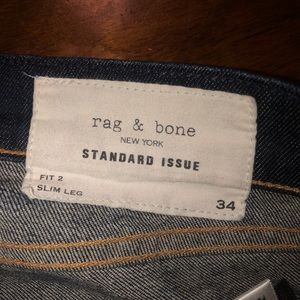 rag & bone
NEW YORK
STANDARD ISSUE
FIT 2
SLIM LEG
34